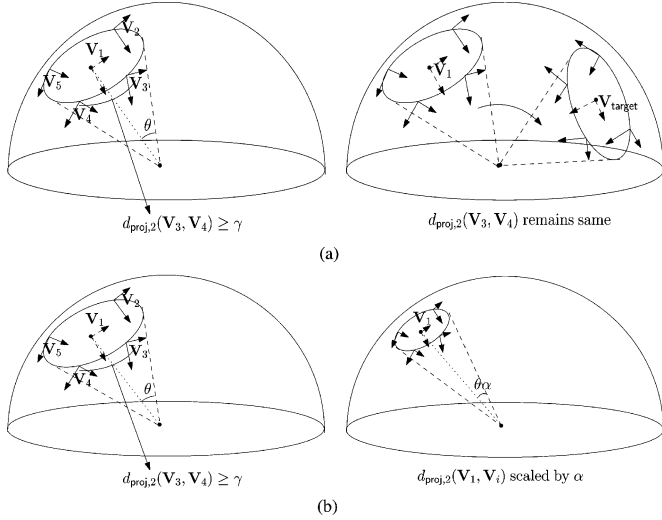 V₂
V₁
V₅
V₃
V₄
θ
d_proj,2(V₃, V₄) ≥ γ
V₁
V_target
d_proj,2(V₃, V₄) remains same
(a)
V₂
V₁
V₅
V₃
V₄
θ
d_proj,2(V₃, V₄) ≥ γ
V₁
θα
d_proj,2(V₁, Vᵢ) scaled by α
(b)